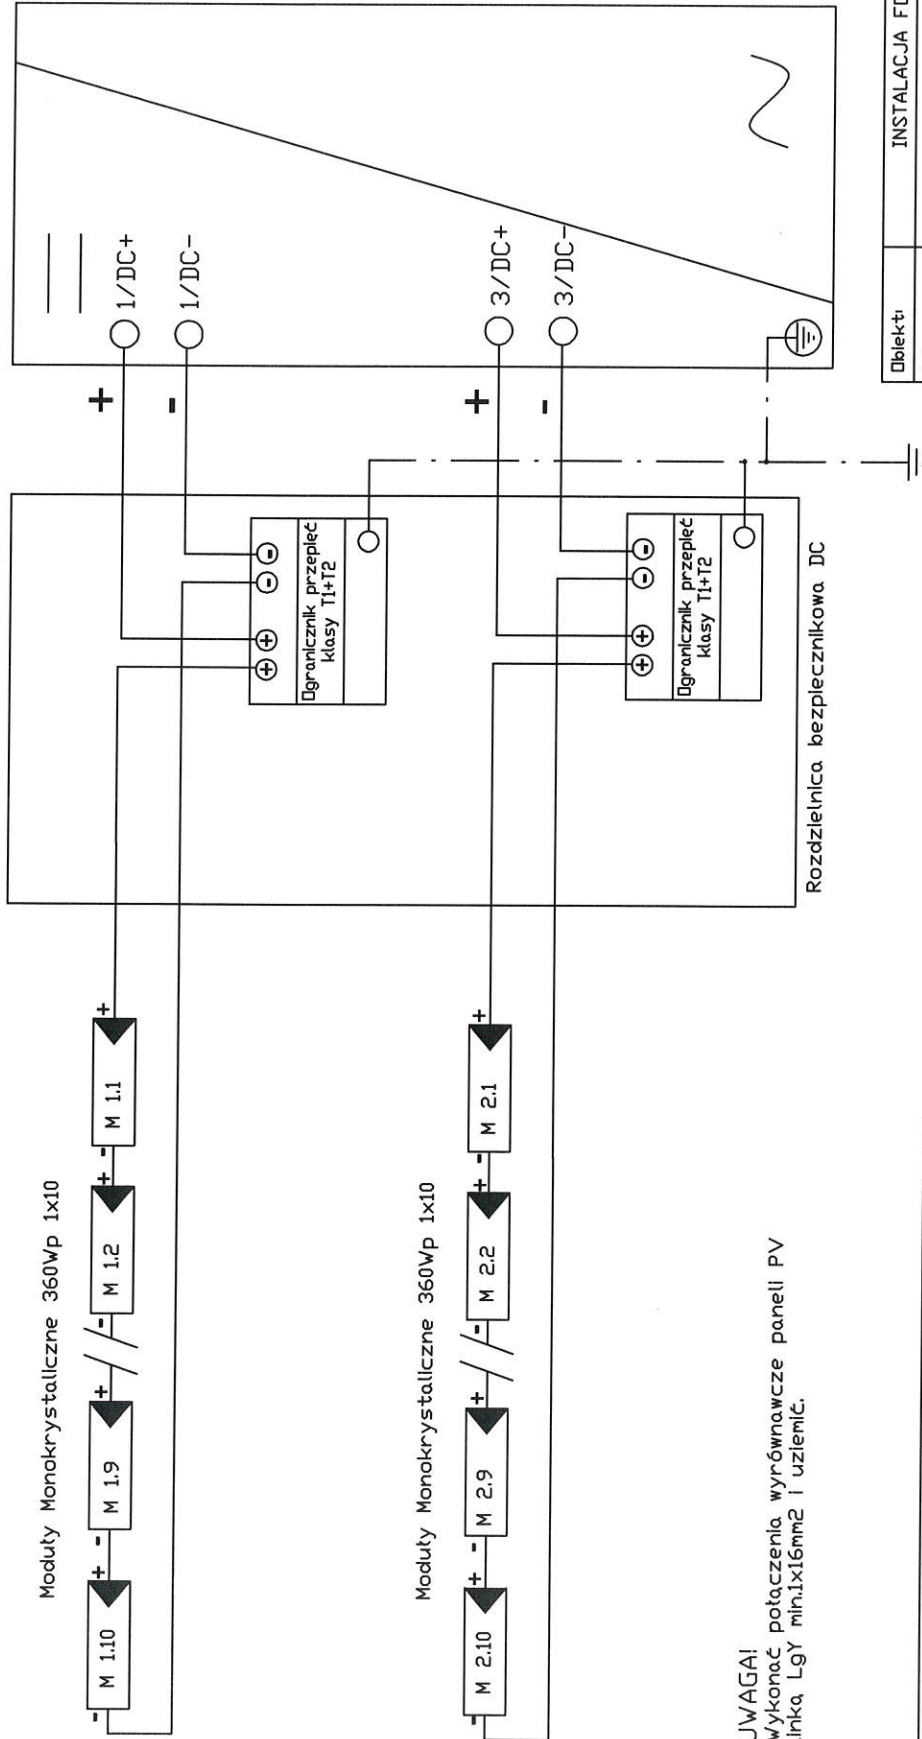 Moduły Monokrystaliczne 360Wp 1x10
- M 1.10 +
- M 1.9 +
- M 1.2 +
- M 1.1 +
Ogranicznik przepięć
klasy T1+T2
+ + - -
+
-
1/DC+
1/DC-
Moduły Monokrystaliczne 360Wp 1x10
- M 2.10 +
- M 2.9 +
- M 2.2 +
- M 2.1 +
Ogranicznik przepięć
klasy T1+T2
+ + - -
+
-
3/DC+
3/DC-
Rozdzielnica bezpiecznikowa DC
UWAGA!
Wykonać połączenia wyrównawcze paneli PV
Linką LgY min.1x16mm2 i uziemić.
Obiekt:
INSTALACJA